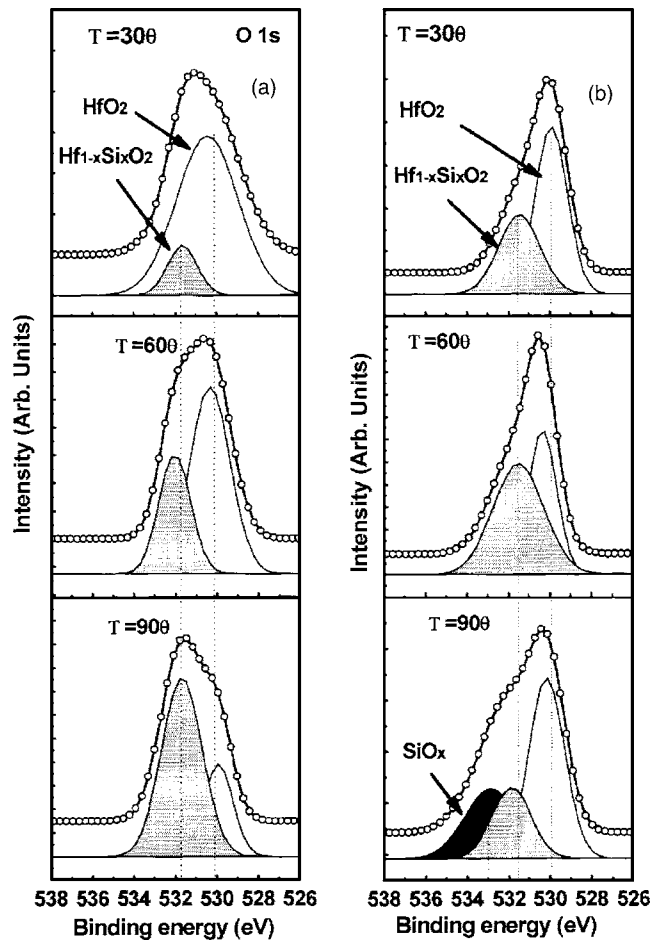 T =30θ O 1s
(a)
HfO2
Hf1-xSixO2
T=60θ
T=90θ
Intensity (Arb. Units)
538 536 534 532 530 528 526
Binding energy (eV)
T=30θ
(b)
HfO2
Hf1-xSixO2
T=60θ
T=90θ
SiOx
Intensity (Arb. Units)
538 536 534 532 530 528 526
Binding energy (eV)